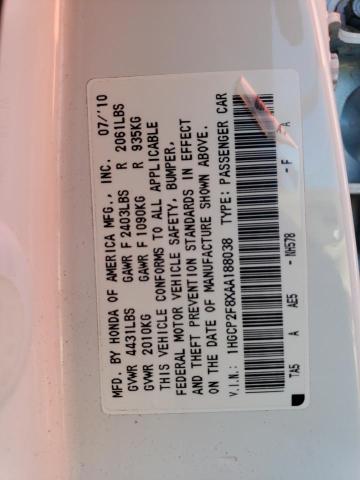 MFD. BY HONDA OF AMERICA MFG., INC. 07/'10
GVWR 4431LBS GAWR F 2403LBS R 2061LBS
GVWR 2010KG GAWR F 1090KG R 935KG
THIS VEHICLE CONFORMS TO ALL APPLICABLE
FEDERAL MOTOR VEHICLE SAFETY, BUMPER,
AND THEFT PREVENTION STANDARDS IN EFFECT
ON THE DATE OF MANUFACTURE SHOWN ABOVE.
V.I.N.: 1HGCP2F8XAA188038 TYPE: PASSENGER CAR
TA5 A AE5 - NH578 - F A